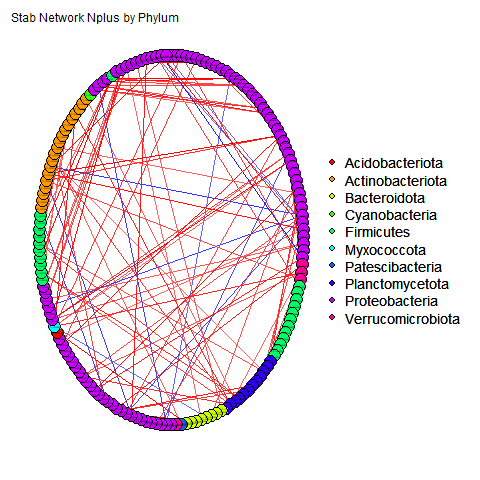 Stab Network Nplus by Phylum
Acidobacteriota
Actinobacteriota
Bacteroidota
Cyanobacteria
Firmicutes
Myxococcota
Patescibacteria
Planctomycetota
Proteobacteria
Verrucomicrobiota